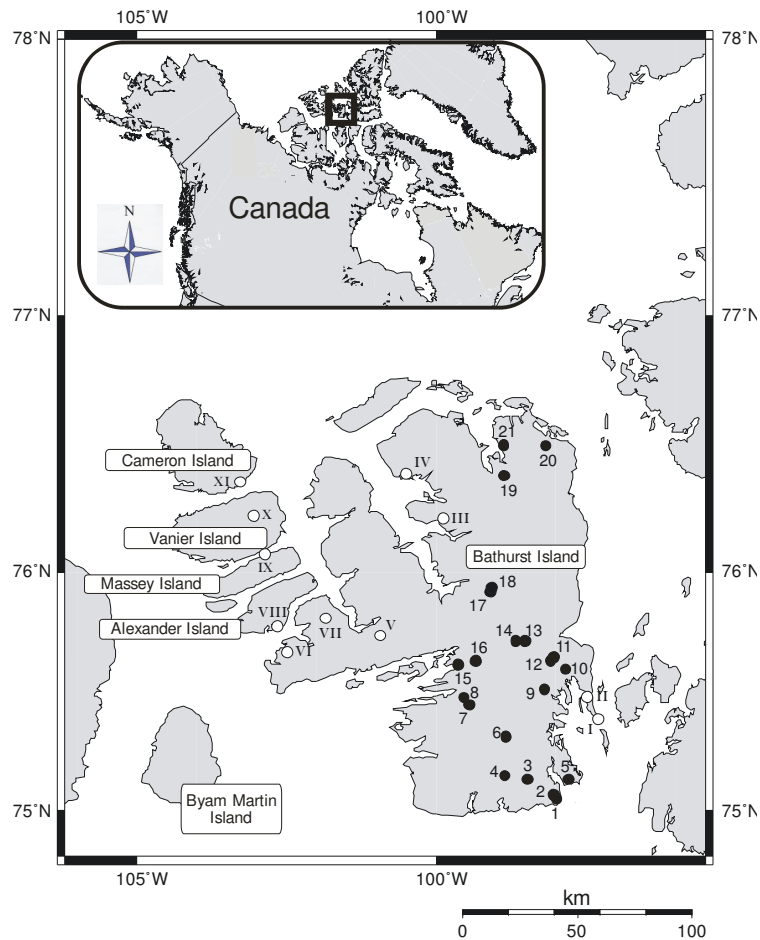 105˚W 100˚W
78˚N 78˚N
Canada
N
77˚N 77˚N
21
20
Cameron Island
IV
XI
19
X
III
Vanier Island
Bathurst Island
IX
76˚N 76˚N
Massey Island
18
17
VIII
Alexander Island
VII
V
14 13
VI
16
11
12
10
15
8
9
II
7
I
6
4 3 5
Byam Martin
Island
2
75˚N 75˚N
1
105˚W 100˚W
km
0 50 100